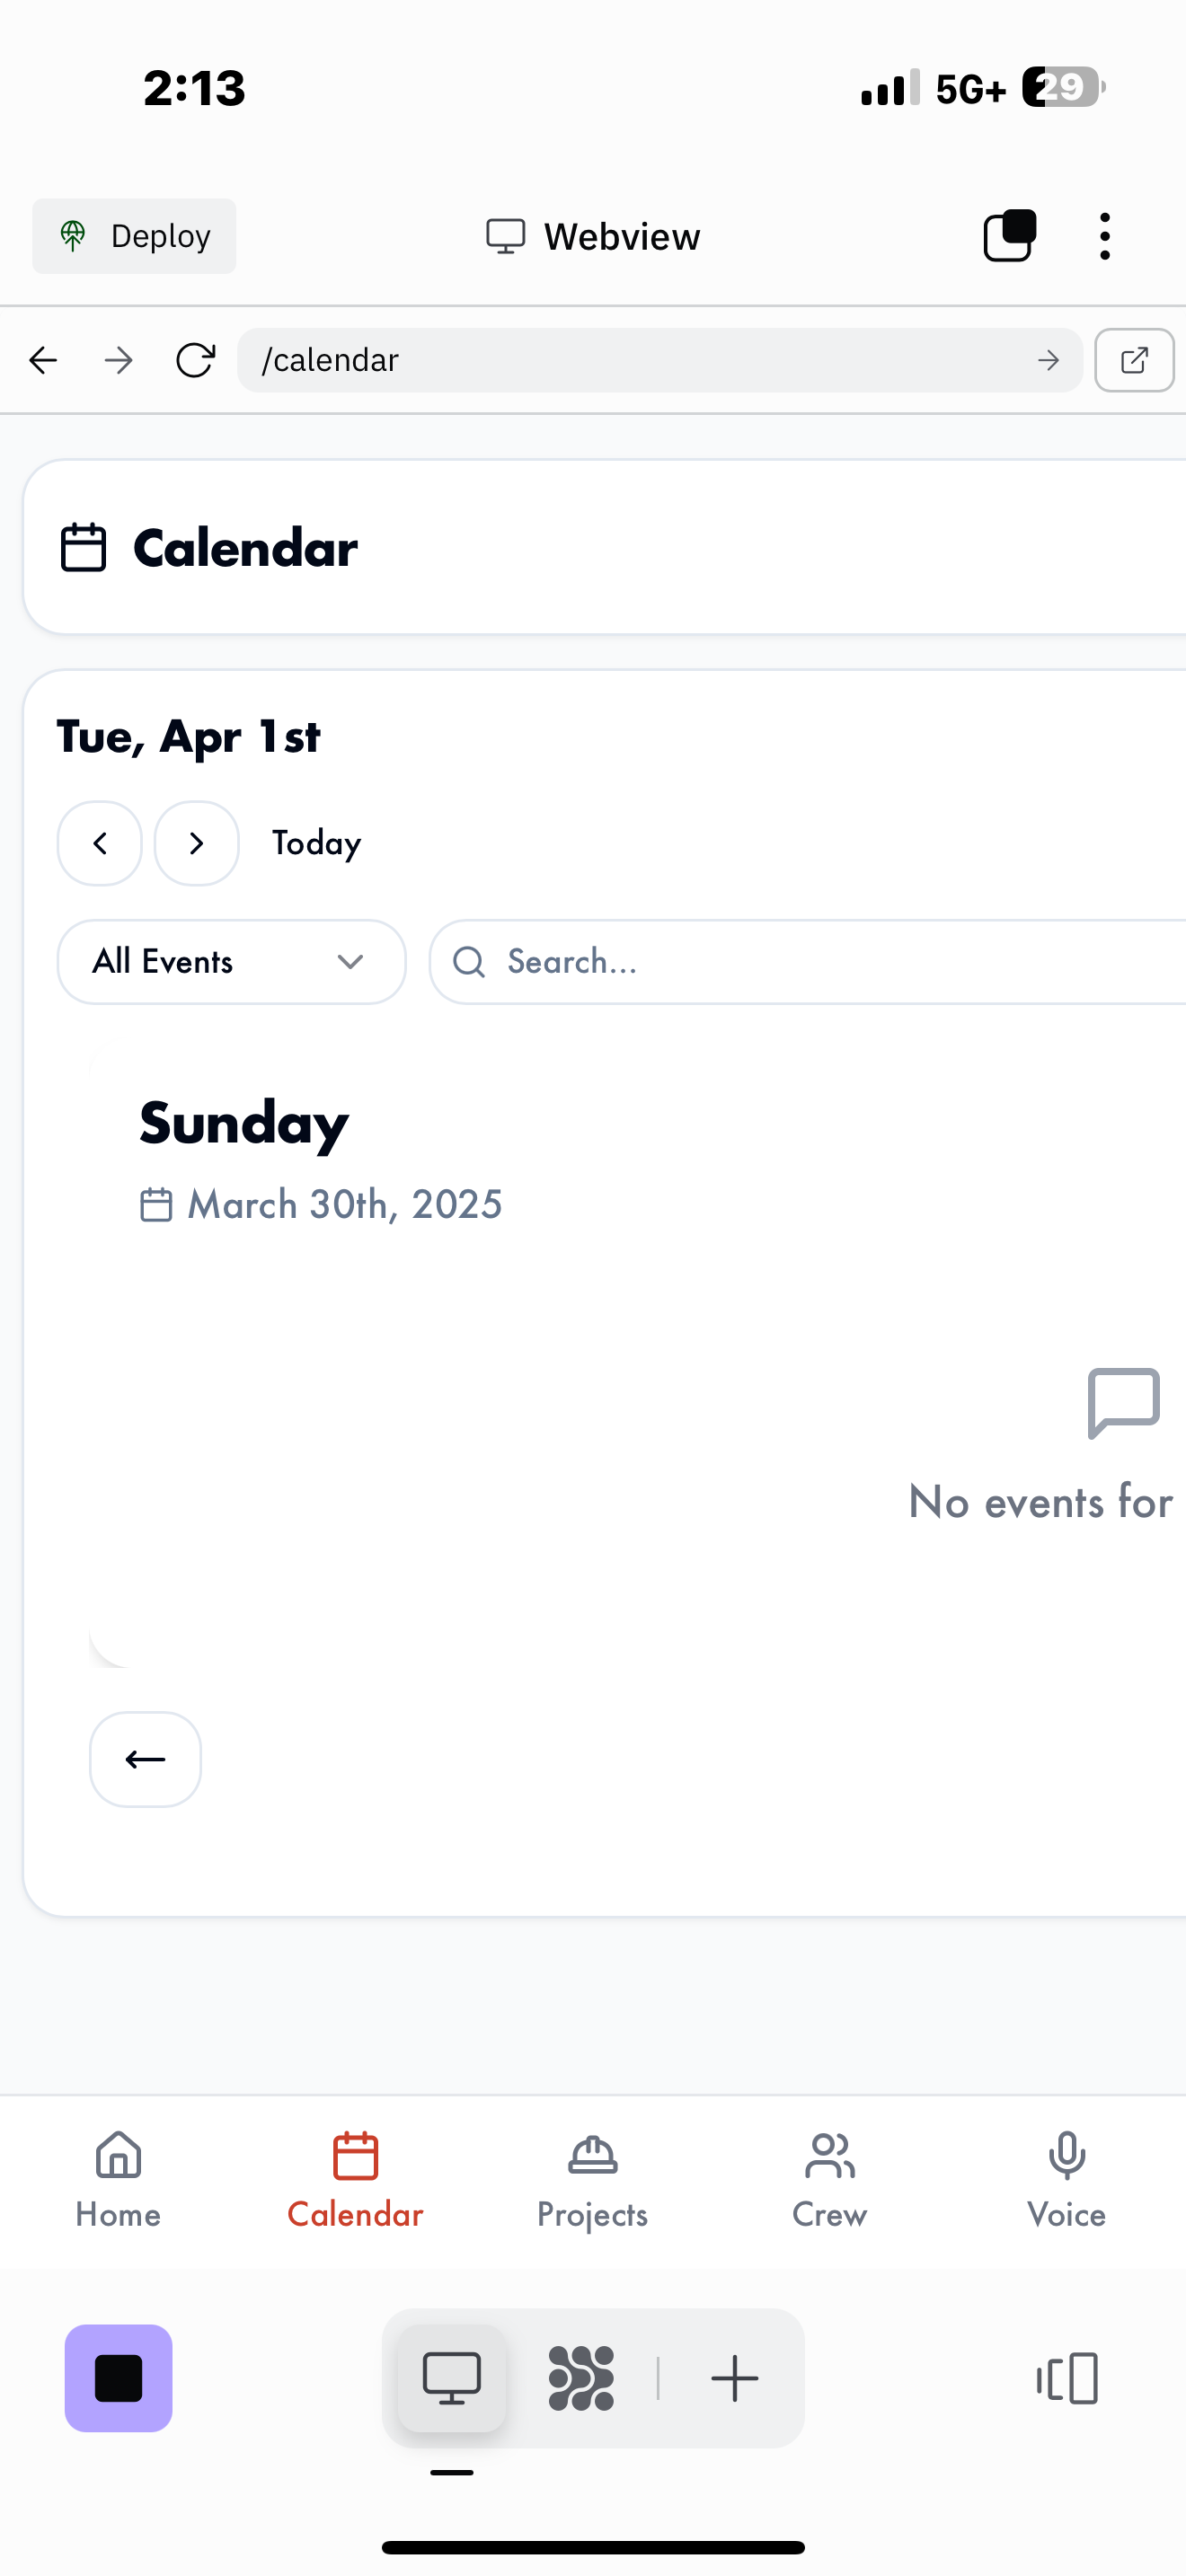 2:13
5G+ 29
Deploy
Webview
/calendar
Calendar
Tue, Apr 1st
Today
All Events
Search...
Sunday
March 30th, 2025
No events for
Home
Calendar
Projects
Crew
Voice